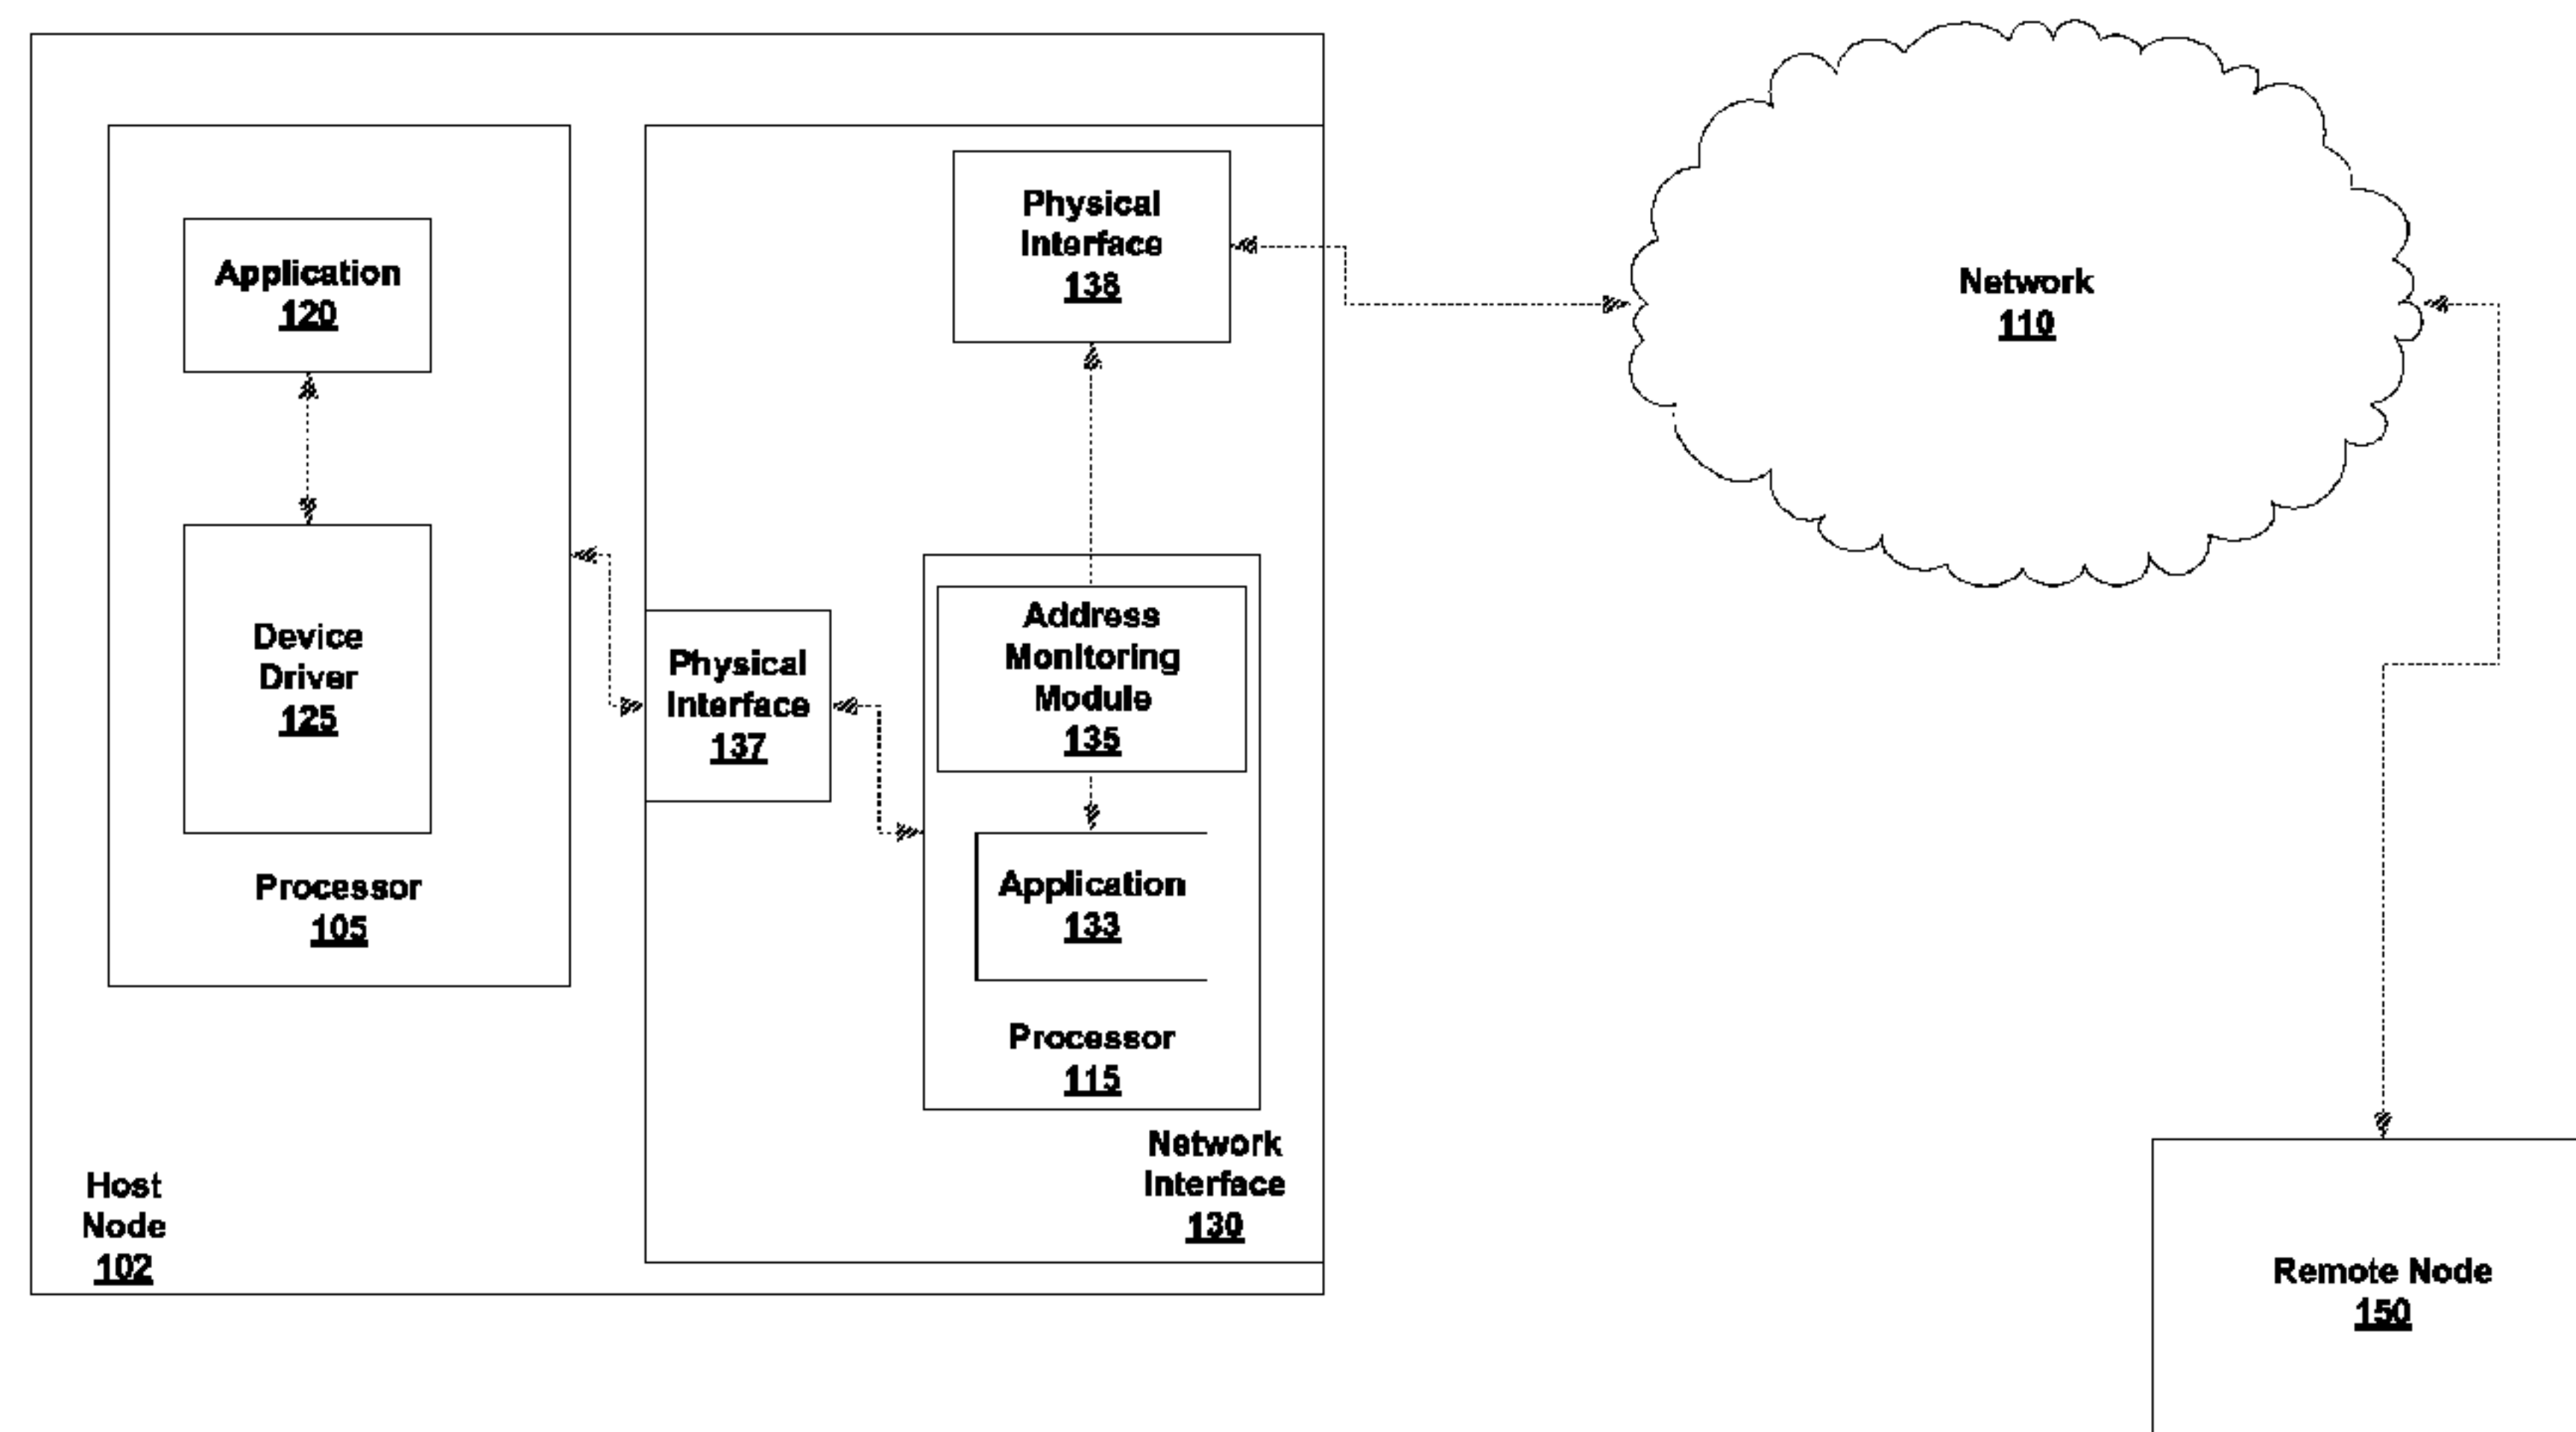 Application
120
Device
Driver
125
Processor
105
Host
Node
102
Physical
Interface
138
Physical
Interface
137
Address
Monitoring
Module
135
Application
133
Processor
115
Network
Interface
130
Network
110
Remote Node
150